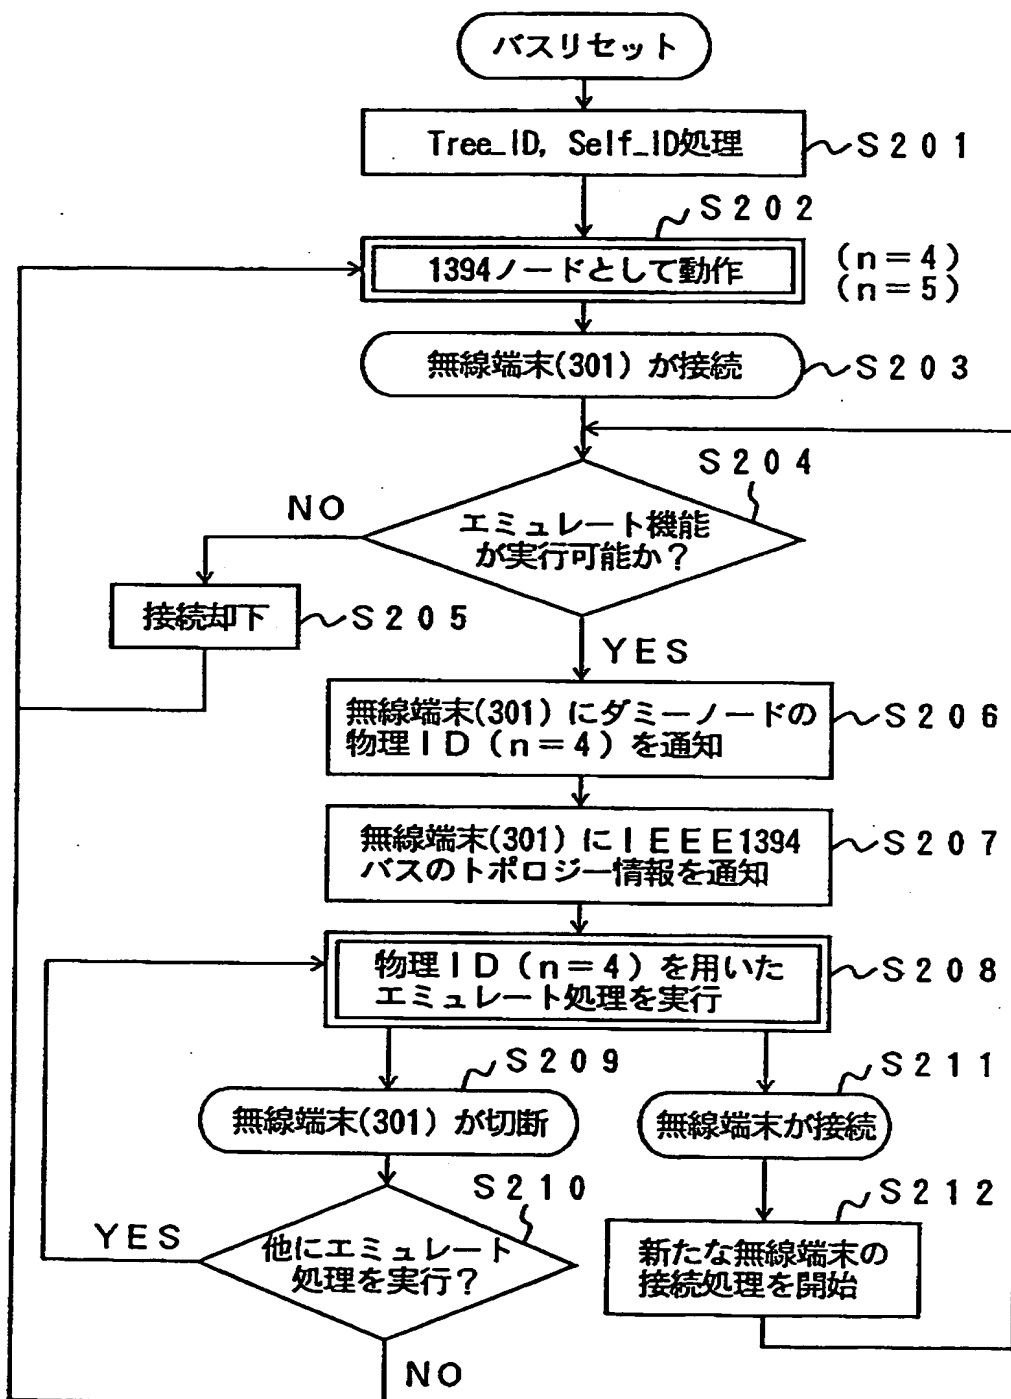 バスリセット
Tree_ID, Self_ID処理
S201
S202
1394ノードとして動作
(n=4)
(n=5)
無線端末(301)が接続
S203
S204
NO
エミュレート機能
が実行可能か?
接続却下
S205
YES
無線端末(301)にダミーノードの
物理ID(n=4)を通知
S206
無線端末(301)にIEEE1394
バスのトポロジー情報を通知
S207
物理ID(n=4)を用いた
エミュレート処理を実行
S208
S209
S211
無線端末(301)が切断
無線端末が接続
S210
S212
YES
他にエミュレート
処理を実行?
新たな無線端末の
接続処理を開始
NO